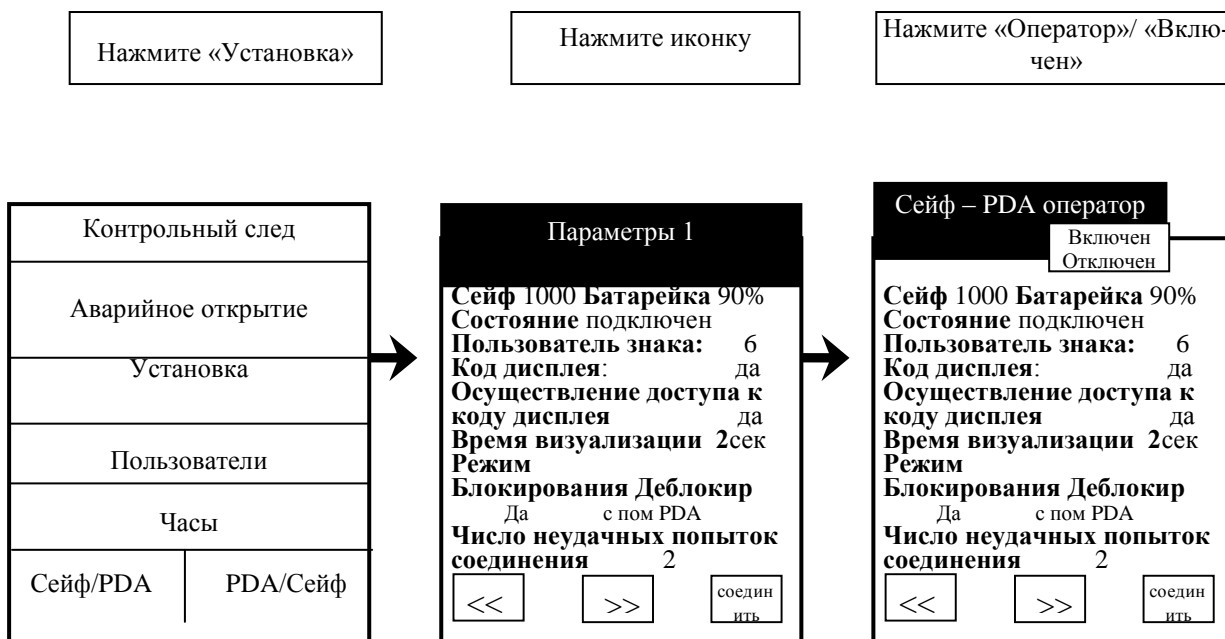 Нажмите «Установка»
Нажмите иконку
Нажмите «Оператор»/ «Вклю-
чен»
Контрольный след
Аварийное открытие
Установка
Пользователи
Часы
Сейф/PDA
PDA/Сейф
Параметры 1
Сейф 1000 Батарейка 90%
Состояние подключен
Пользователь знака: 6
Код дисплея: да
Осуществление доступа к
коду дисплея да
Время визуализации 2сек
Режим
Блокирования Деблокир
Да с пом PDA
Число неудачных попыток
соединения 2
<<
>>
соедин
ить
Сейф – PDA оператор
Включен
Отключен
Сейф 1000 Батарейка 90%
Состояние подключен
Пользователь знака: 6
Код дисплея: да
Осуществление доступа к
коду дисплея да
Время визуализации 2сек
Режим
Блокирования Деблокир
Да с пом PDA
Число неудачных попыток
соединения 2
<<
>>
соедин
ить